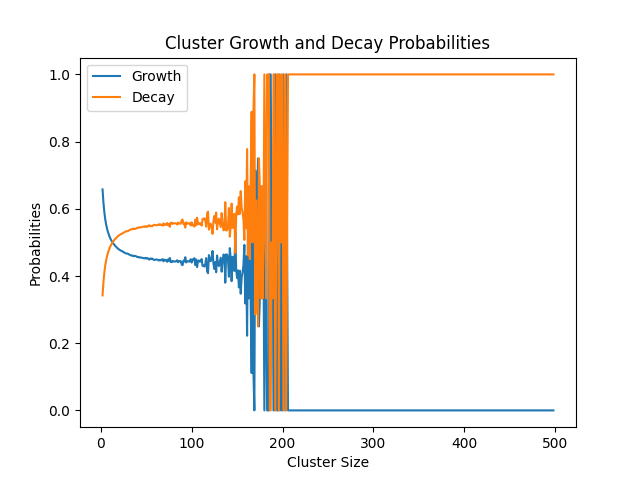 Cluster Growth and Decay Probabilities
Growth
Decay
Probabilities
1.0
0.8
0.6
0.4
0.2
0.0
0
100
200
300
400
500
Cluster Size